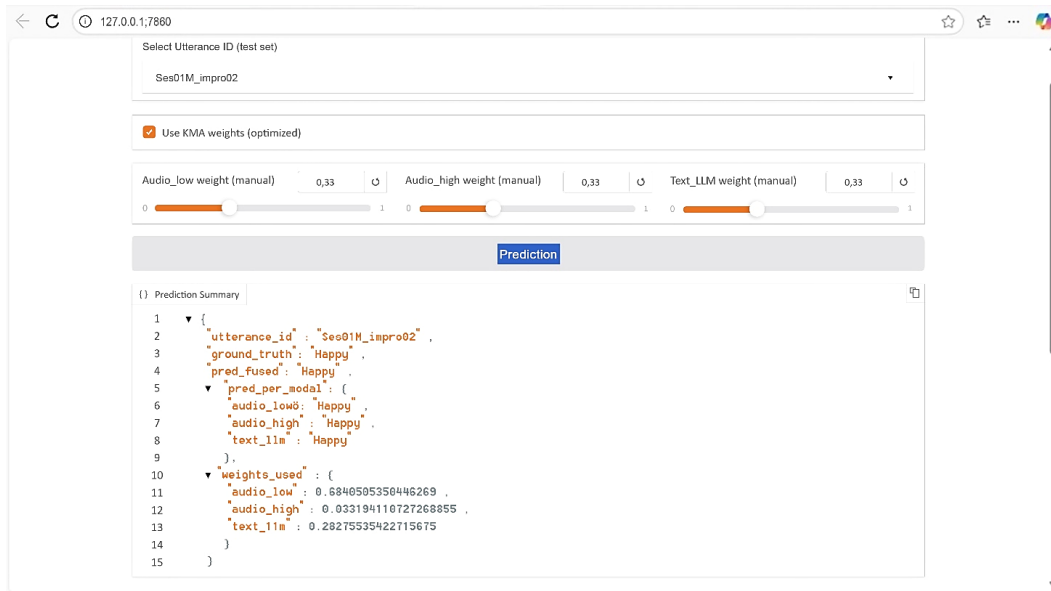 127.0.0.1;7860
Select Utterance ID (test set)
Ses01M_impro02
Use KMA weights (optimized)
Audio_low weight (manual) 0,33 Audio_high weight (manual) 0,33 Text_LLM weight (manual) 0,33
0 1 0 1 0 1
Prediction
{ } Prediction Summary
1 {
2 "utterance_id" : "Ses01M_impro02" ,
3 "ground_truth" : "Happy" ,
4 "pred_fused" : "Happy" .
5 "pred_per_modal" : {
6 "audio_lowö: "Happy" ,
7 "audio_high" : "Happy" .
8 "text_llm" : "Happy"
9 },
10 "weights_used" : {
11 "audio_low" : 0.6840505350446269 ,
12 "audio_high" : 0.033194110727268855 ,
13 "text_11m" : 0.28275535422715675
14 }
15 }